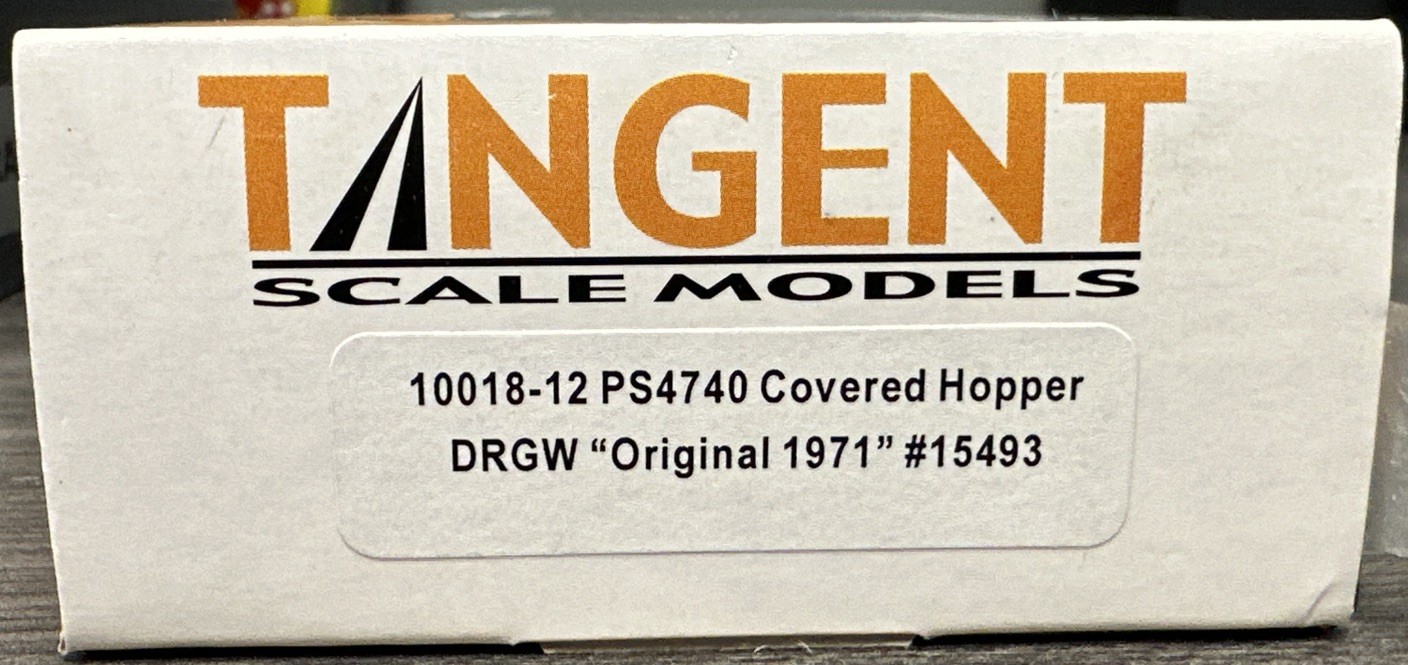 TANGENT
SCALE MODELS
10018-12 PS4740 Covered Hopper
DRGW “Original 1971” #15493